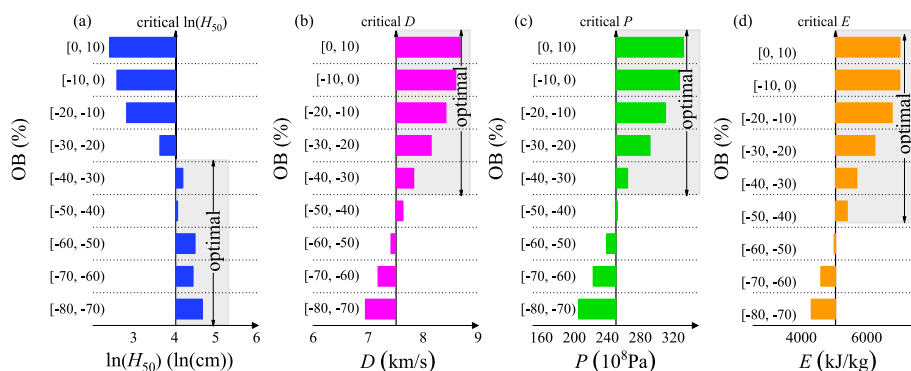 (a)
critical ln(H50)
OB (%)
[0, 10)
[-10, 0)
[-20, -10)
[-30, -20)
[-40, -30)
[-50, -40)
[-60, -50)
[-70, -60)
[-80, -70)
optimal
2 3 4 5 6
ln(H50) (ln(cm))
(b)
critical D
OB (%)
[0, 10)
[-10, 0)
[-20, -10)
[-30, -20)
[-40, -30)
[-50, -40)
[-60, -50)
[-70, -60)
[-80, -70)
optimal
7 8 9
D (km/s)
(c)
critical P
OB (%)
[0, 10)
[-10, 0)
[-20, -10)
[-30, -20)
[-40, -30)
[-50, -40)
[-60, -50)
[-70, -60)
[-80,-70)
optimal
160 200 240 280 320
P (10⁸Pa)
(d)
critical E
OB (%)
[0, 10)
[-10, 0)
[-20, -10)
[-30, -20)
[-40, -30)
[-50, -40)
[-60, -50)
[-70, -60)
[-80, -70)
optimal
4000 6000
E (kJ/kg)